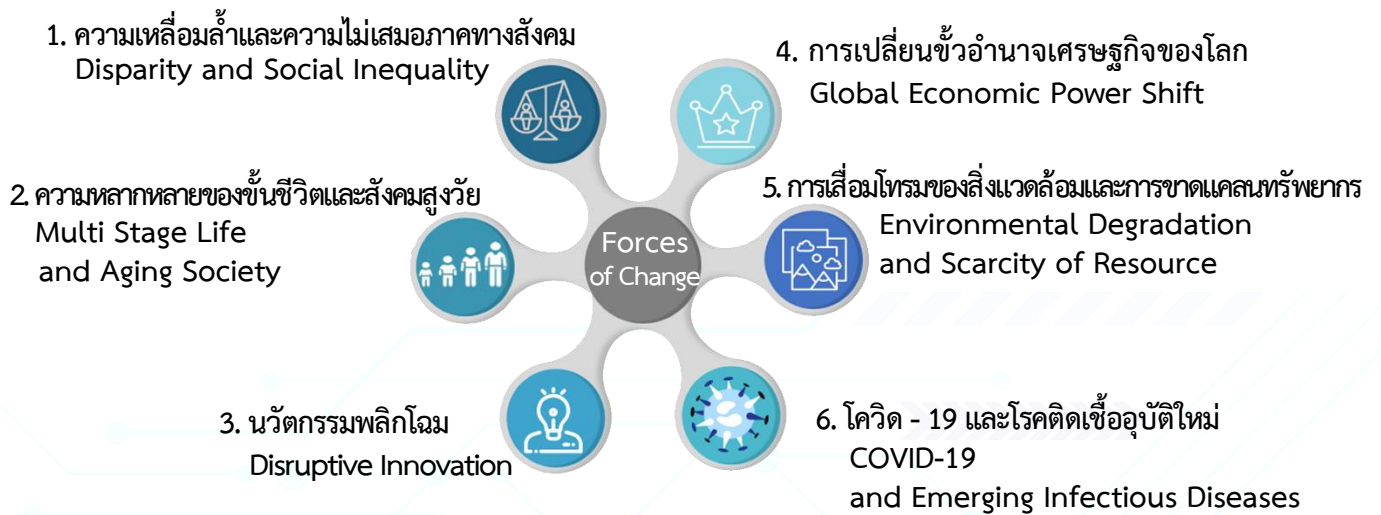 1. ความเหลื่อมล้ำและความไม่เสมอภาคทางสังคม
Disparity and Social Inequality
2. ความหลากหลายของขั้นชีวิตและสังคมสูงวัย
Multi Stage Life
and Aging Society
3. นวัตกรรมพลิกโฉม
Disruptive Innovation
Forces
of Change
4. การเปลี่ยนขั้วอำนาจเศรษฐกิจของโลก
Global Economic Power Shift
5. การเสื่อมโทรมของสิ่งแวดล้อมและการขาดแคลนทรัพยากร
Environmental Degradation
and Scarcity of Resource
6. โควิด - 19 และโรคติดเชื้ออุบัติใหม่
COVID-19
and Emerging Infectious Diseases